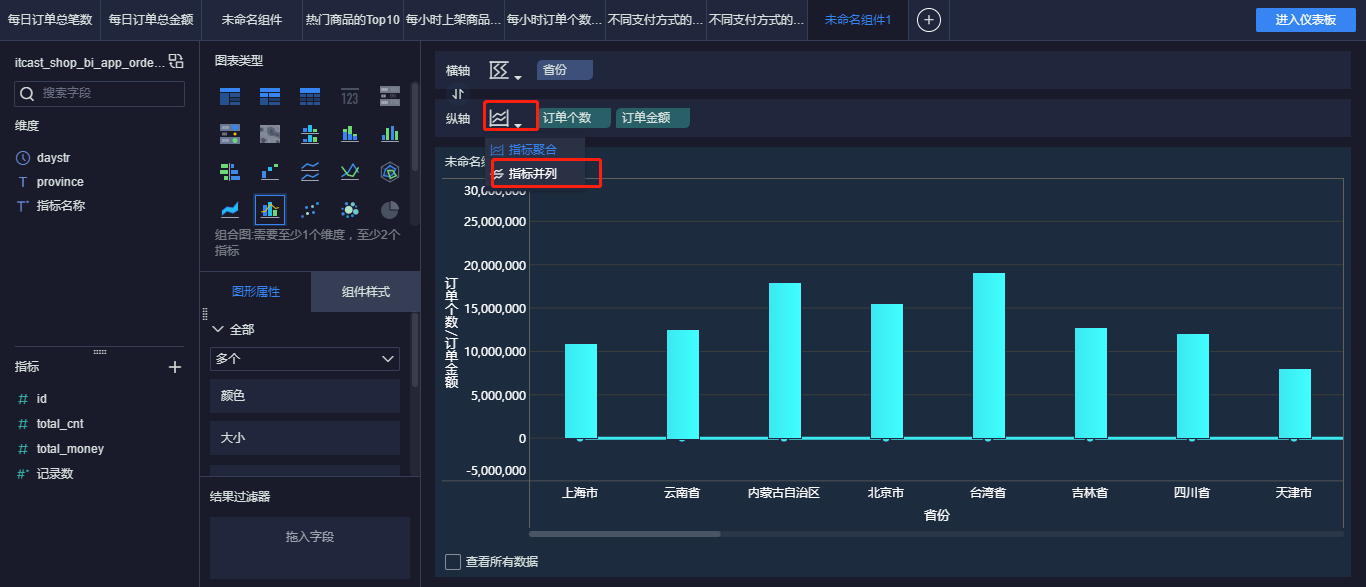 每日订单总笔数 每日订单总金额 未命名组件 热门商品的Top10 每小时上架商品... 每小时订单个数... 不同支付方式的... 不同支付方式的... 未命名组件1 进入仪表板
itcast_shop_bi_app_orde...
搜索字段
维度
daystr
T province
T* 指标名称
指标
# id
# total_cnt
# total_money
#* 记录数
图表类型
123
组合图:需要至少1个维度，至少2个
指标
图形属性 组件样式
全部
多个
颜色
大小
结果过滤器
拖入字段
横轴 省份
纵轴 订单个数 订单金额
指标聚合
指标并列
未命名
25,000,000
20,000,000
15,000,000
10,000,000
5,000,000
0
-5,000,000
订单个数/订单金额
上海市 云南省 内蒙古自治区 北京市 台湾省 吉林省 四川省 天津市
省份
查看所有数据